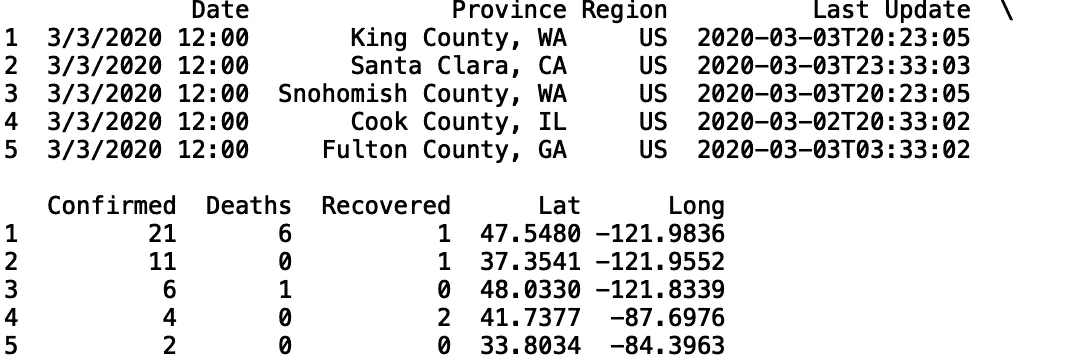 Date Province Region Last Update \
1 3/3/2020 12:00 King County, WA US 2020-03-03T20:23:05
2 3/3/2020 12:00 Santa Clara, CA US 2020-03-03T23:33:03
3 3/3/2020 12:00 Snohomish County, WA US 2020-03-03T20:23:05
4 3/3/2020 12:00 Cook County, IL US 2020-03-02T20:33:02
5 3/3/2020 12:00 Fulton County, GA US 2020-03-03T03:33:02
Confirmed Deaths Recovered Lat Long
1 21 6 1 47.5480 -121.9836
2 11 0 1 37.3541 -121.9552
3 6 1 0 48.0330 -121.8339
4 4 0 2 41.7377 -87.6976
5 2 0 0 33.8034 -84.3963